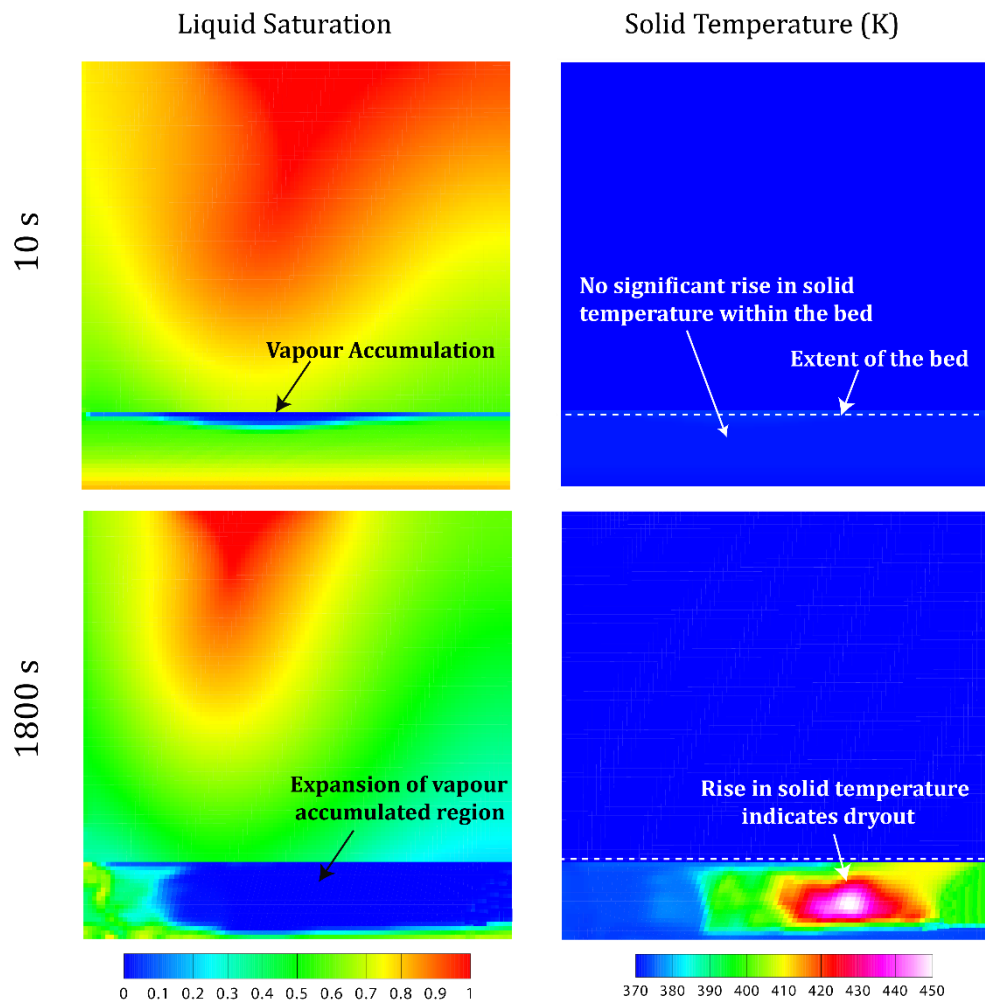 Liquid Saturation
Solid Temperature (K)
10 s
Vapour Accumulation
No significant rise in solid
temperature within the bed
Extent of the bed
1800 s
Expansion of vapour
accumulated region
Rise in solid temperature
indicates dryout
0 0.1 0.2 0.3 0.4 0.5 0.6 0.7 0.8 0.9 1
370 380 390 400 410 420 430 440 450